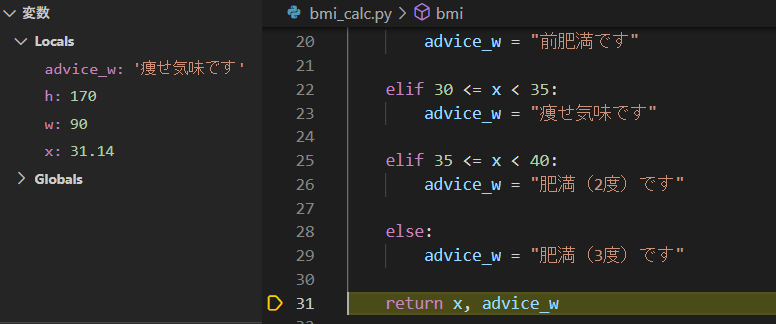 変数
Locals
advice_w: '痩せ気味です'
h: 170
w: 90
x: 31.14
Globals
bmi_calc.py > bmi
20 advice_w = "前肥満です"
21
22 elif 30 <= x < 35:
23 advice_w = "痩せ気味です"
24
25 elif 35 <= x < 40:
26 advice_w = "肥満（2度）です"
27
28 else:
29 advice_w = "肥満（3度）です"
30
31 return x, advice_w